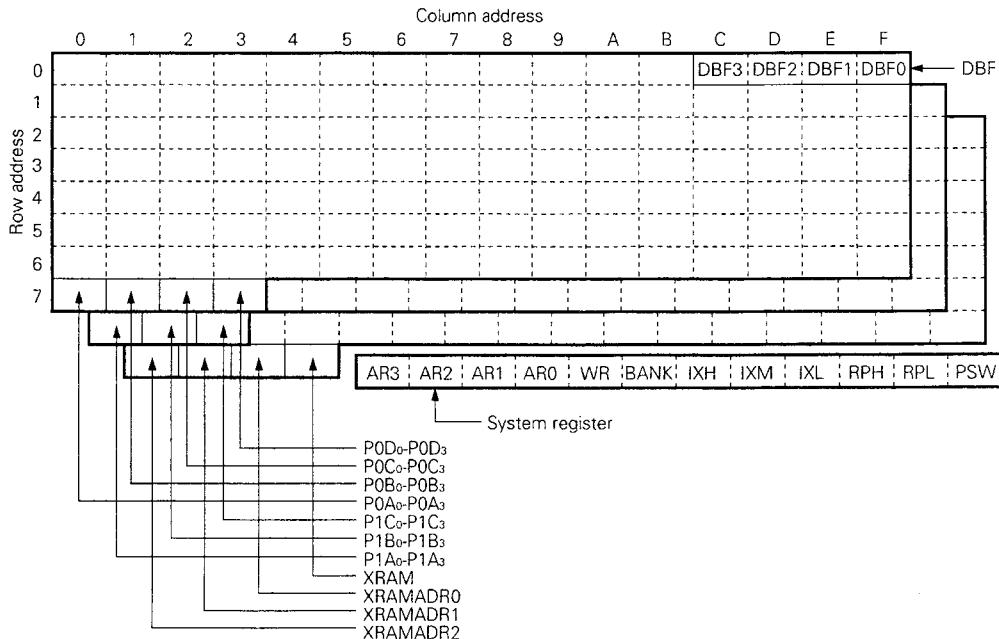 Column address
0 1 2 3 4 5 6 7 8 9 A B C D E F
Row address
0 DBF3 DBF2 DBF1 DBF0 DBF
1
2
3
4
5
6
7
AR3 AR2 AR1 AR0 WR BANK IXH IXM IXL RPH RPL PSW
System register
P0D₀-P0D₃
P0C₀-P0C₃
P0B₀-P0B₃
P0A₀-P0A₃
P1C₀-P1C₃
P1B₀-P1B₃
P1A₀-P1A₃
XRAM
XRAMADR0
XRAMADR1
XRAMADR2